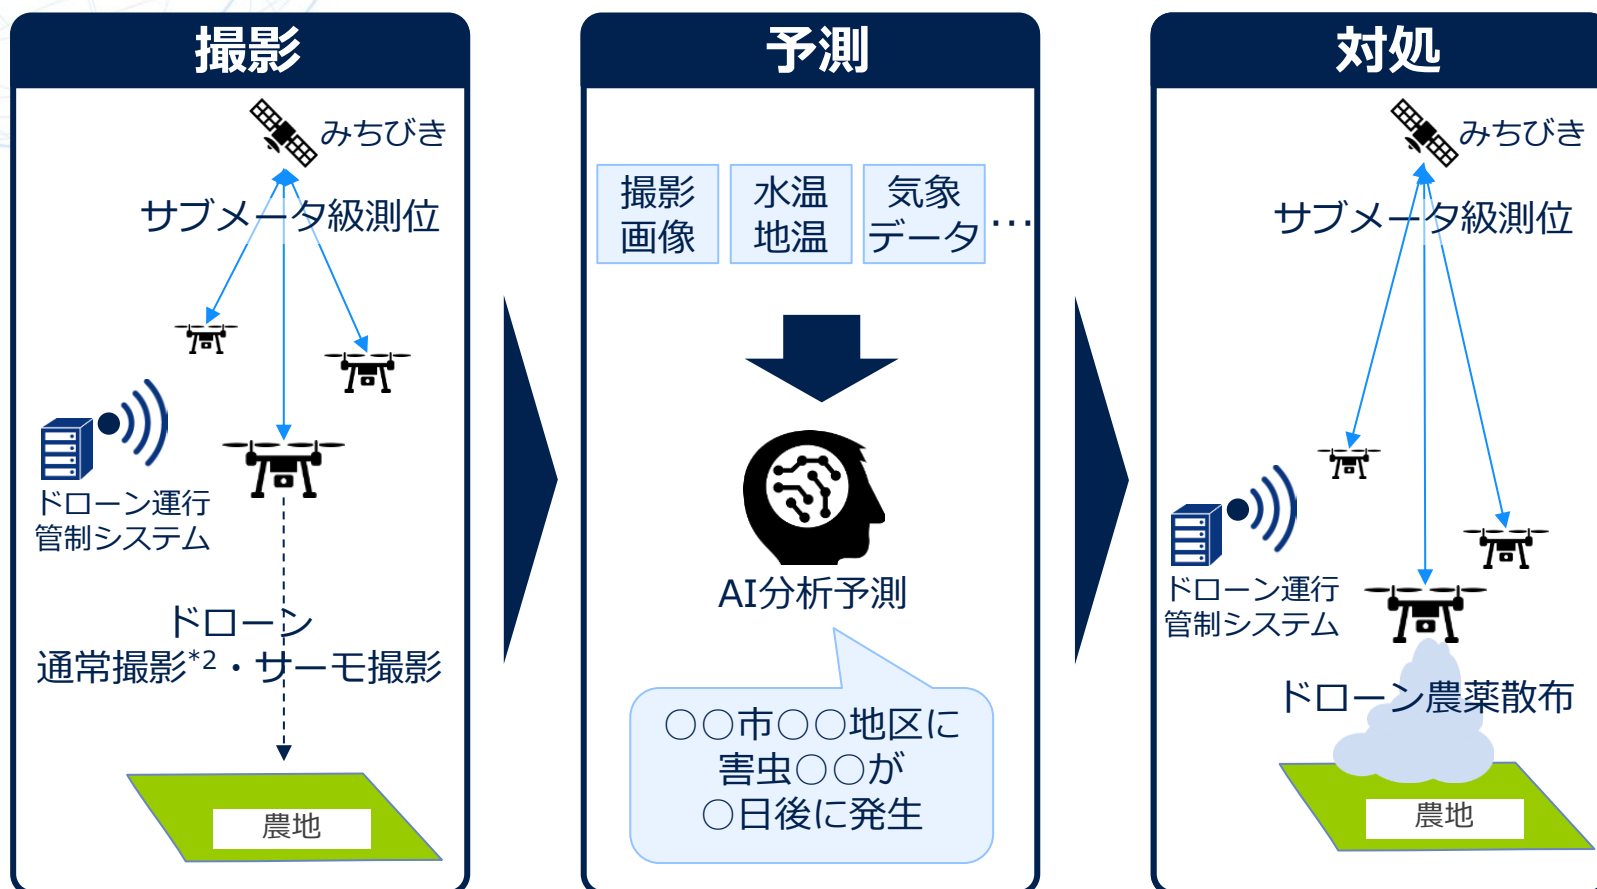 撮影
みちびき
サブメータ級測位
ドローン運行
管制システム
ドローン
通常撮影*2・サーモ撮影
農地
予測
撮影
画像
水温
地温
気象
データ
…
AI分析予測
○○市○○地区に
害虫○○が
○日後に発生
対処
みちびき
サブメータ級測位
ドローン運行
管制システム
ドローン農薬散布
農地